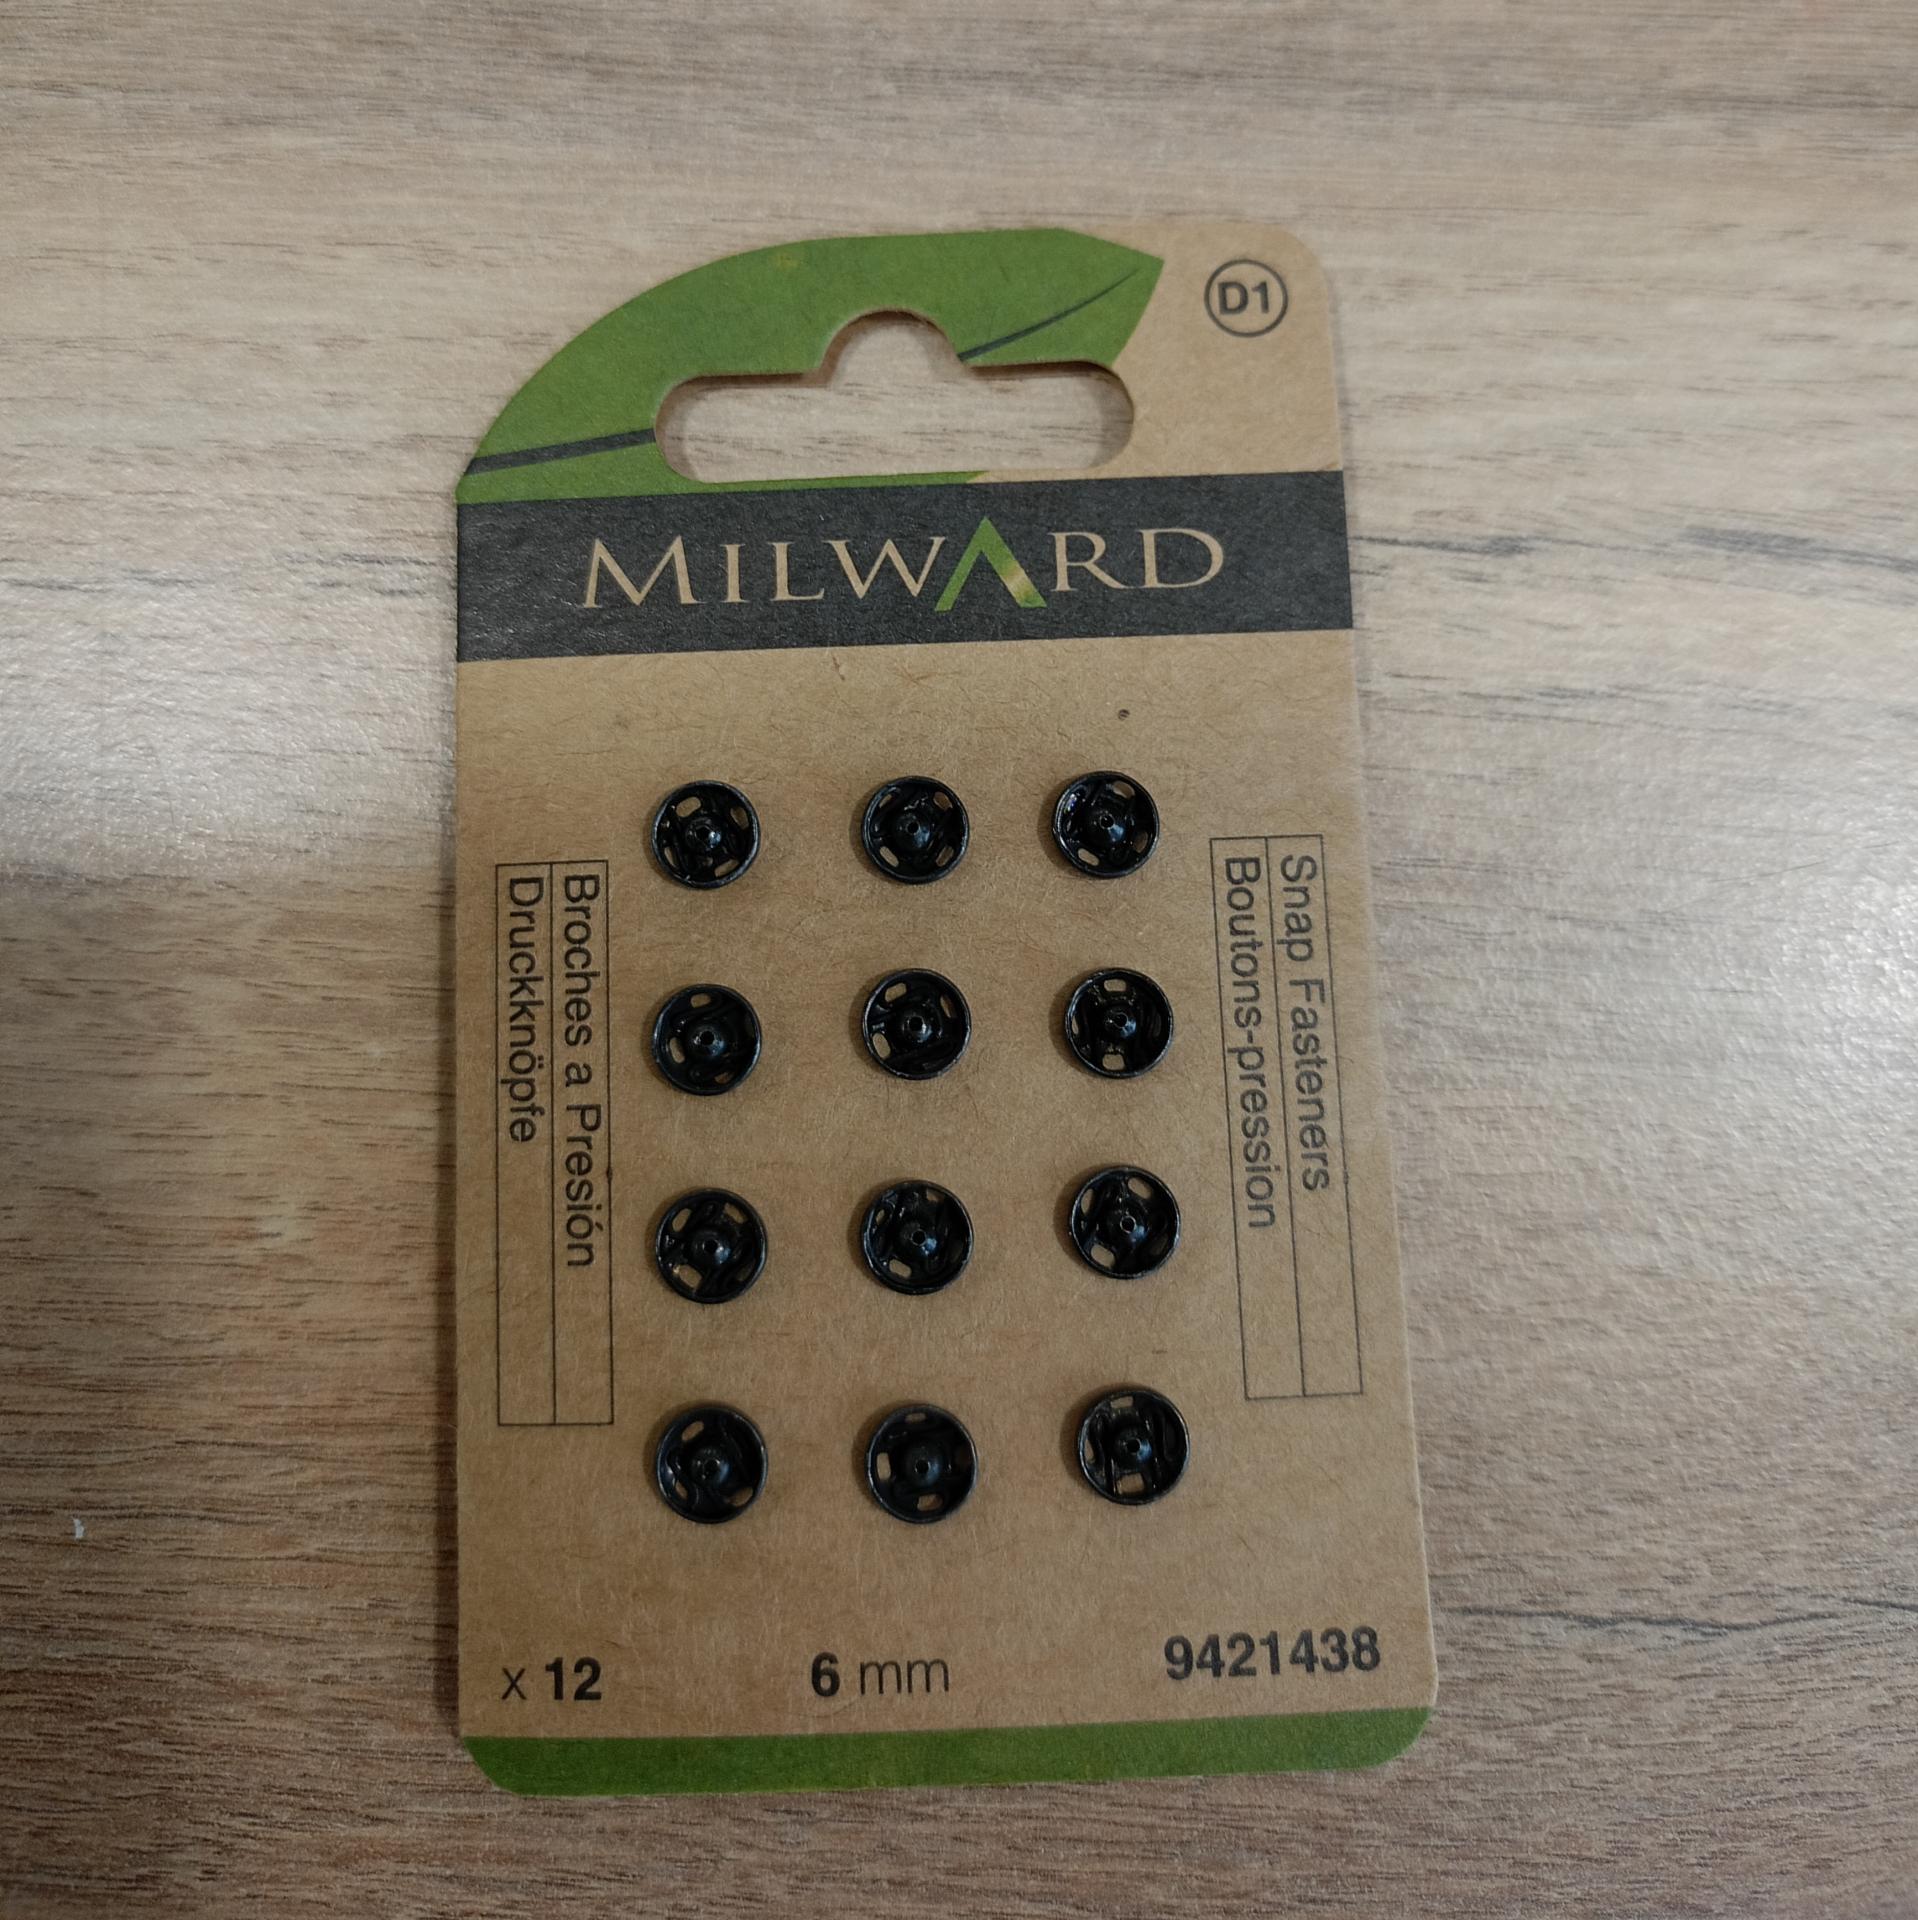 D1
MILWARD
Snap Fasteners
Boutons-pression
Broches a Presión
Druckknöpfe
x 12
6 mm
9421438